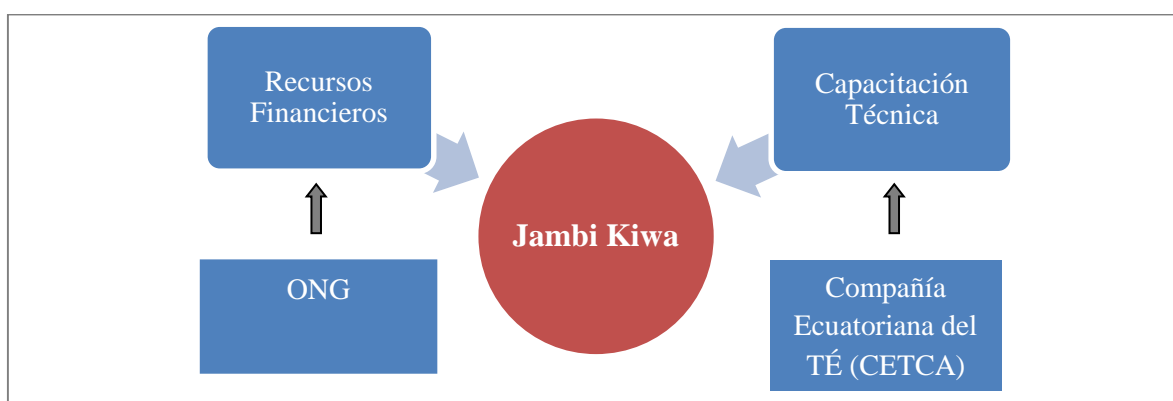 Recursos
Financieros
Capacitación
Técnica
Jambi Kiwa
ONG
Compañía
Ecuatoriana del
TÉ (CETCA)